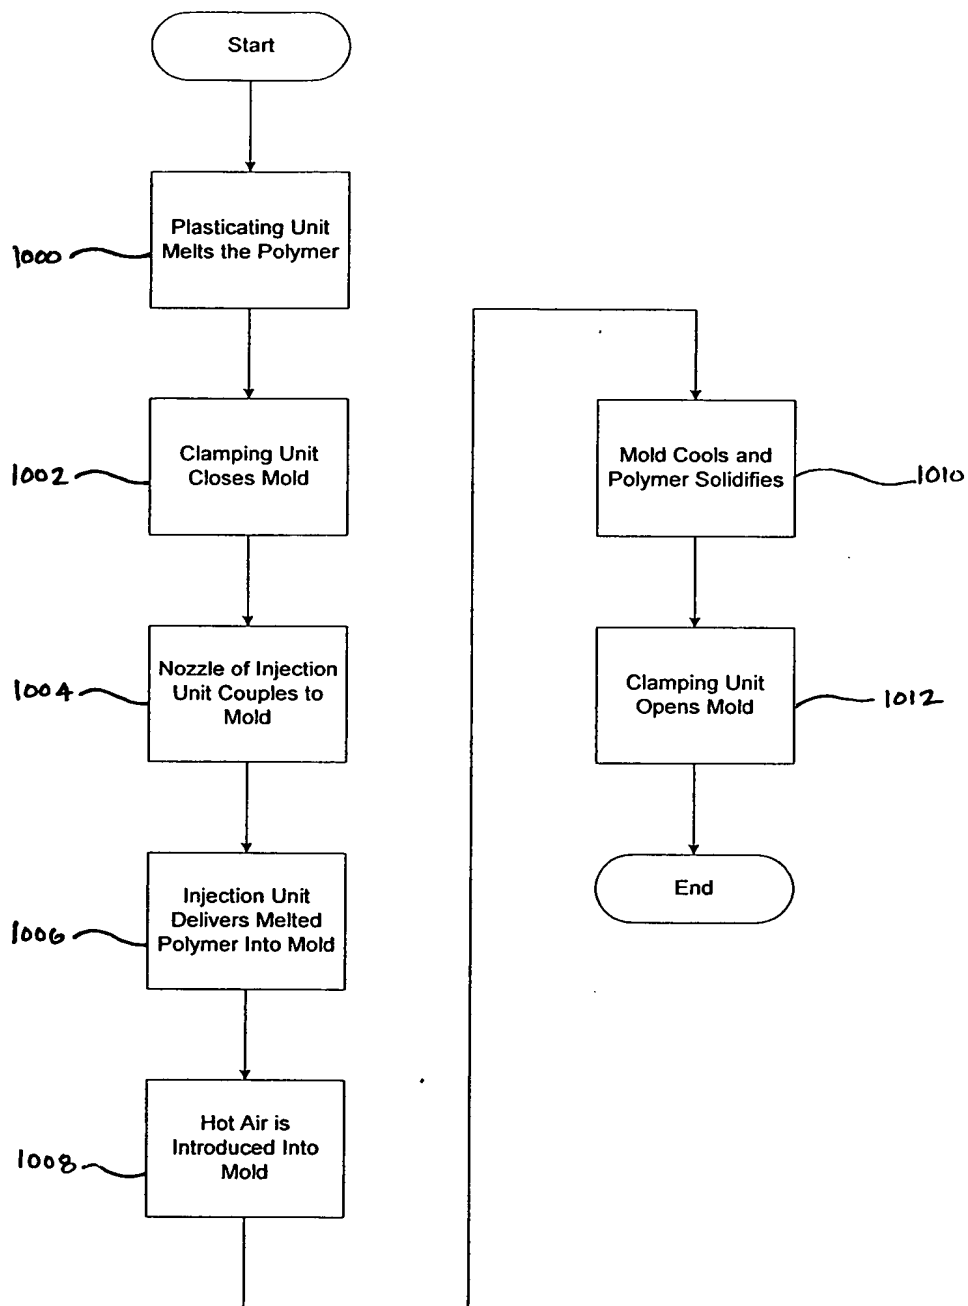 Start
Plasticating Unit
Melts the Polymer
1000
Clamping Unit
Closes Mold
1002
Nozzle of Injection
Unit Couples to
Mold
1004
Injection Unit
Delivers Melted
Polymer Into Mold
1006
Hot Air is
Introduced Into
Mold
1008
Mold Cools and
Polymer Solidifies
1010
Clamping Unit
Opens Mold
1012
End